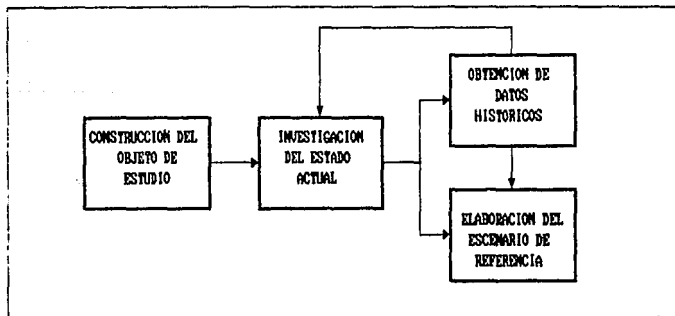 CONSTRUCCION DEL
OBJETO DE
ESTUDIO
INVESTIGACION
DEL ESTADO
ACTUAL
OBTENCION DE
DATOS
HISTORICOS
ELABORACION DEL
ESCENARIO DE
REFERENCIA